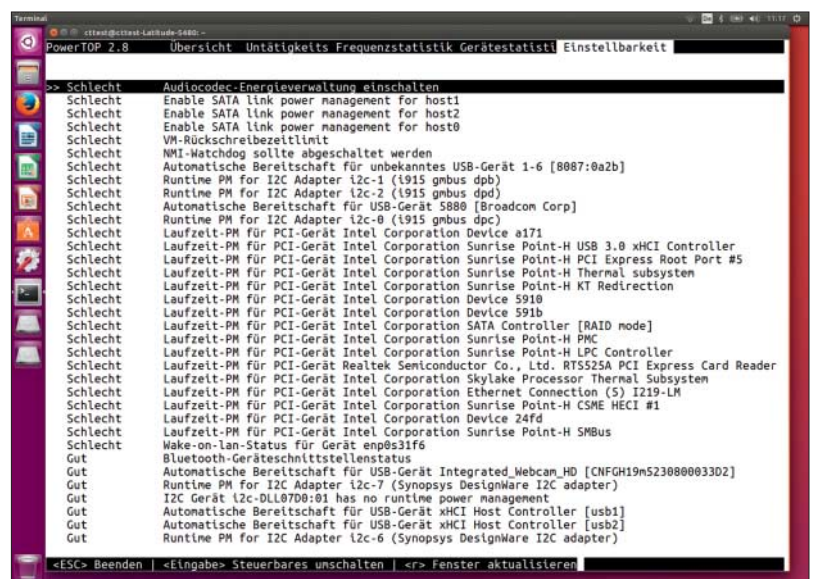 Terminal
De 11:17
cttest@cttest-Latitude-5480: ~
PowerTOP 2.8 Übersicht Untätigkeits Frequenzstatistik Gerätestatisti Einstellbarkeit
>> Schlecht Audiocodec-Energieverwaltung einschalten
Schlecht Enable SATA link power management for host1
Schlecht Enable SATA link power management for host2
Schlecht Enable SATA link power management for host0
Schlecht VM-Rückschreibezeitlimit
Schlecht NMI-Watchdog sollte abgeschaltet werden
Schlecht Automatische Bereitschaft für unbekanntes USB-Gerät 1-6 [8087:0a2b]
Schlecht Runtime PM for I2C Adapter i2c-1 (i915 gmbus dpb)
Schlecht Runtime PM for I2C Adapter i2c-2 (i915 gmbus dpd)
Schlecht Automatische Bereitschaft für USB-Gerät 5880 [Broadcom Corp]
Schlecht Runtime PM for I2C Adapter i2c-0 (i915 gmbus dpc)
Schlecht Laufzeit-PM für PCI-Gerät Intel Corporation Device a171
Schlecht Laufzeit-PM für PCI-Gerät Intel Corporation Sunrise Point-H USB 3.0 xHCI Controller
Schlecht Laufzeit-PM für PCI-Gerät Intel Corporation Sunrise Point-H PCI Express Root Port #5
Schlecht Laufzeit-PM für PCI-Gerät Intel Corporation Sunrise Point-H Thermal subsystem
Schlecht Laufzeit-PM für PCI-Gerät Intel Corporation Sunrise Point-H KT Redirection
Schlecht Laufzeit-PM für PCI-Gerät Intel Corporation Device 5910
Schlecht Laufzeit-PM für PCI-Gerät Intel Corporation Device 591b
Schlecht Laufzeit-PM für PCI-Gerät Intel Corporation SATA Controller [RAID mode]
Schlecht Laufzeit-PM für PCI-Gerät Intel Corporation Sunrise Point-H PMC
Schlecht Laufzeit-PM für PCI-Gerät Intel Corporation Sunrise Point-H LPC Controller
Schlecht Laufzeit-PM für PCI-Gerät Realtek Semiconductor Co., Ltd. RTS525A PCI Express Card Reader
Schlecht Laufzeit-PM für PCI-Gerät Intel Corporation Skylake Processor Thermal Subsystem
Schlecht Laufzeit-PM für PCI-Gerät Intel Corporation Ethernet Connection (5) I219-LM
Schlecht Laufzeit-PM für PCI-Gerät Intel Corporation Sunrise Point-H CSME HECI #1
Schlecht Laufzeit-PM für PCI-Gerät Intel Corporation Device 24fd
Schlecht Laufzeit-PM für PCI-Gerät Intel Corporation Sunrise Point-H SMBus
Schlecht Wake-on-lan-Status für Gerät enp0s31f6
Gut Bluetooth-Geräteschnittstellenstatus
Gut Automatische Bereitschaft für USB-Gerät Integrated_Webcam_HD [CNFGH19m5230800033D2]
Gut Runtime PM for I2C Adapter i2c-7 (Synopsys DesignWare I2C adapter)
Gut I2C Gerät i2c-DLL07D0:01 has no runtime power management
Gut Automatische Bereitschaft für USB-Gerät xHCI Host Controller [usb1]
Gut Automatische Bereitschaft für USB-Gerät xHCI Host Controller [usb2]
Gut Runtime PM for I2C Adapter i2c-6 (Synopsys DesignWare I2C adapter)
<ESC> Beenden | <Eingabe> Steuerbares umschalten | <r> Fenster aktualisieren